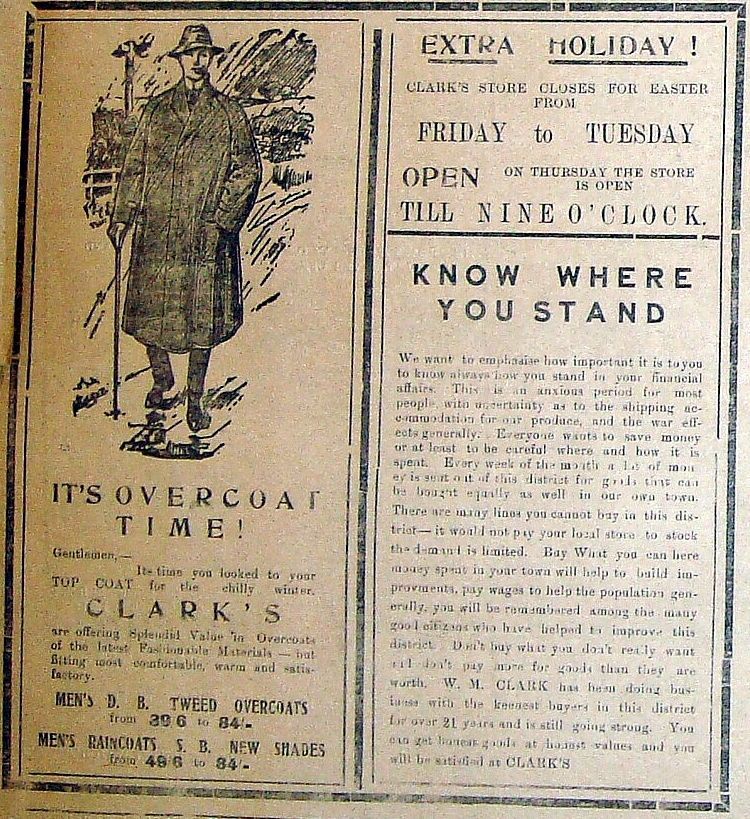 IT'S OVERCOAT
TIME!
Gentlemen,—
Its time you looked to your
TOP COAT for the chilly winter.
CLARK'S
are offering Splendid Value in Overcoats
of the latest Fashionable Materials — but
fitting most comfortable, warm and satis-
factory.
MEN'S D. B. TWEED OVERCOATS
from 39/6 to 84/-
MEN'S RAINCOATS S. B. NEW SHADES
from 49/6 to 84/-
EXTRA HOLIDAY !
CLARK'S STORE CLOSES FOR EASTER
FROM
FRIDAY to TUESDAY
OPEN ON THURSDAY THE STORE
IS OPEN
TILL NINE O'CLOCK.
KNOW WHERE
YOU STAND
We want to emphasise how important it is to you
to know always how you stand in your financial
affairs. This is an anxious period for most
people, with uncertainty as to the shipping ac-
commodation for our produce, and the war eff-
ects generally. Everyone wants to save money
or at least to be careful where and how it is
spent. Every week of the month a lot of mon
ey is sent out of this district for goods that can
be bought equally as well in our own town.
There are many lines you cannot buy in this dis-
trict— it would not py your local store to stock
the demand is limited. Buy What you can here
money spent in your town will help to build im-
provments, pay wages to help the population gen-
erally, you will be remembered among the many
good citizens who have helped to improve this
district. Don't buy what you don't really want
and don't pay more for goods than they are
worth. W. M. CLARK has been doing bus-
iness with the keenest buyers in this district
for over 21 years and is still going strong. You
can get honest goods at honest values and you
will be satisfied at CLARK'S